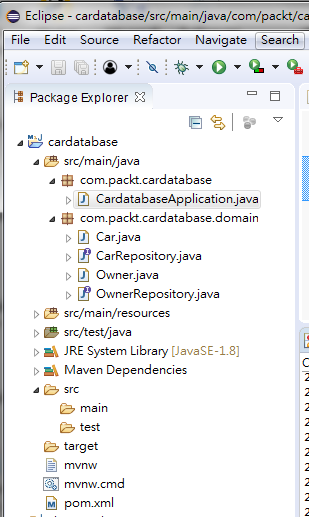 Eclipse - cardatabase/src/main/java/com/packt/ca
File Edit Source Refactor Navigate Search
Package Explorer
cardatabase
src/main/java
com.packt.cardatabase
CardatabaseApplication.java
com.packt.cardatabase.domain
Car.java
CarRepository.java
Owner.java
OwnerRepository.java
src/main/resources
src/test/java
JRE System Library [JavaSE-1.8]
Maven Dependencies
src
main
test
target
mvnw
mvnw.cmd
pom.xml